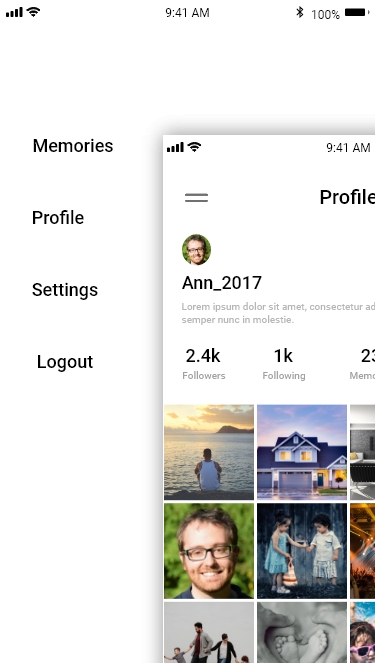 9:41 AM 100%
Memories
Profile
Settings
Logout
9:41 AM
Profile
Ann_2017
Lorem ipsum dolor sit amet, consectetur ad
semper nunc in molestie.
2.4k 1k 23
Followers Following Memo